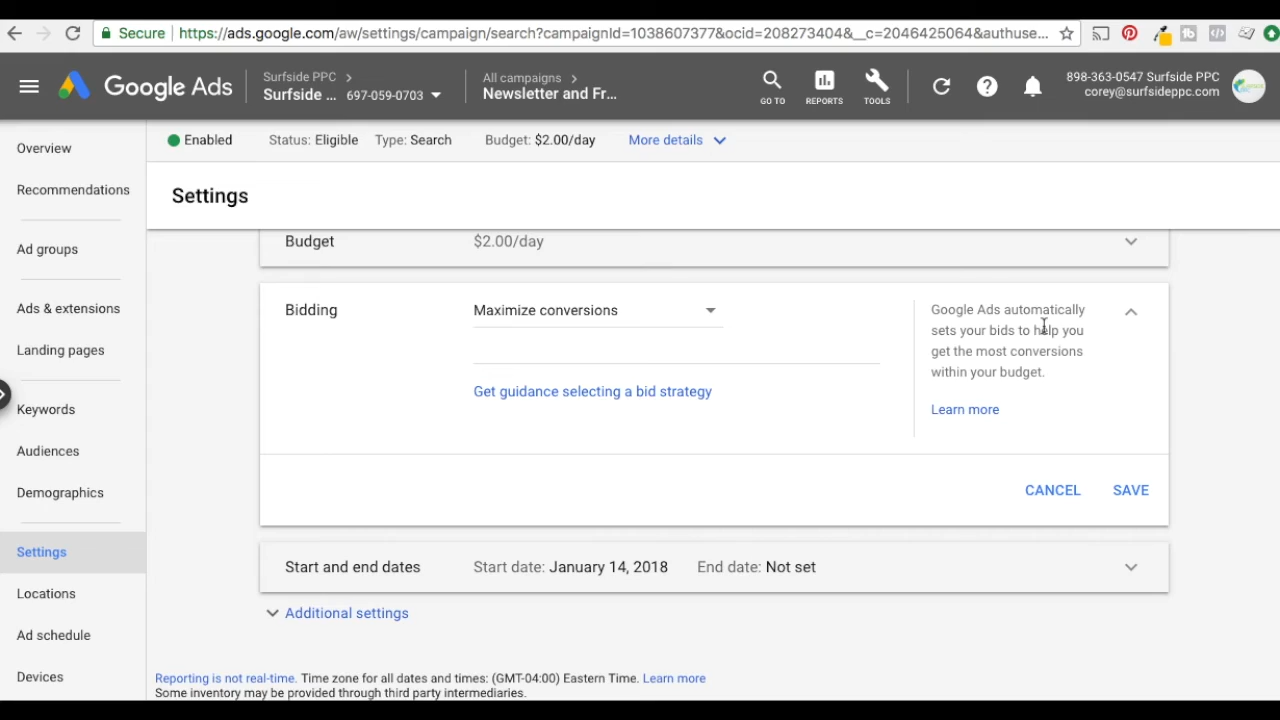 Secure https://ads.google.com/aw/settings/campaign/search?campaignId=1038607377&ocid=208273404&__c=2046425064&authuse...
Google Ads
Surfside PPC >
Surfside ... 697-059-0703
All campaigns >
Newsletter and Fr...
GO TO
REPORTS
TOOLS
898-363-0547 Surfside PPC
corey@surfsideppc.com
Enabled Status: Eligible Type: Search Budget: $2.00/day More details
Overview
Recommendations
Ad groups
Ads & extensions
Landing pages
Keywords
Audiences
Demographics
Settings
Locations
Ad schedule
Devices
Settings
Budget $2.00/day
Bidding Maximize conversions
Get guidance selecting a bid strategy
Google Ads automatically
sets your bids to help you
get the most conversions
within your budget.
Learn more
CANCEL SAVE
Start and end dates Start date: January 14, 2018 End date: Not set
Additional settings
Reporting is not real-time. Time zone for all dates and times: (GMT-04:00) Eastern Time. Learn more
Some inventory may be provided through third party intermediaries.